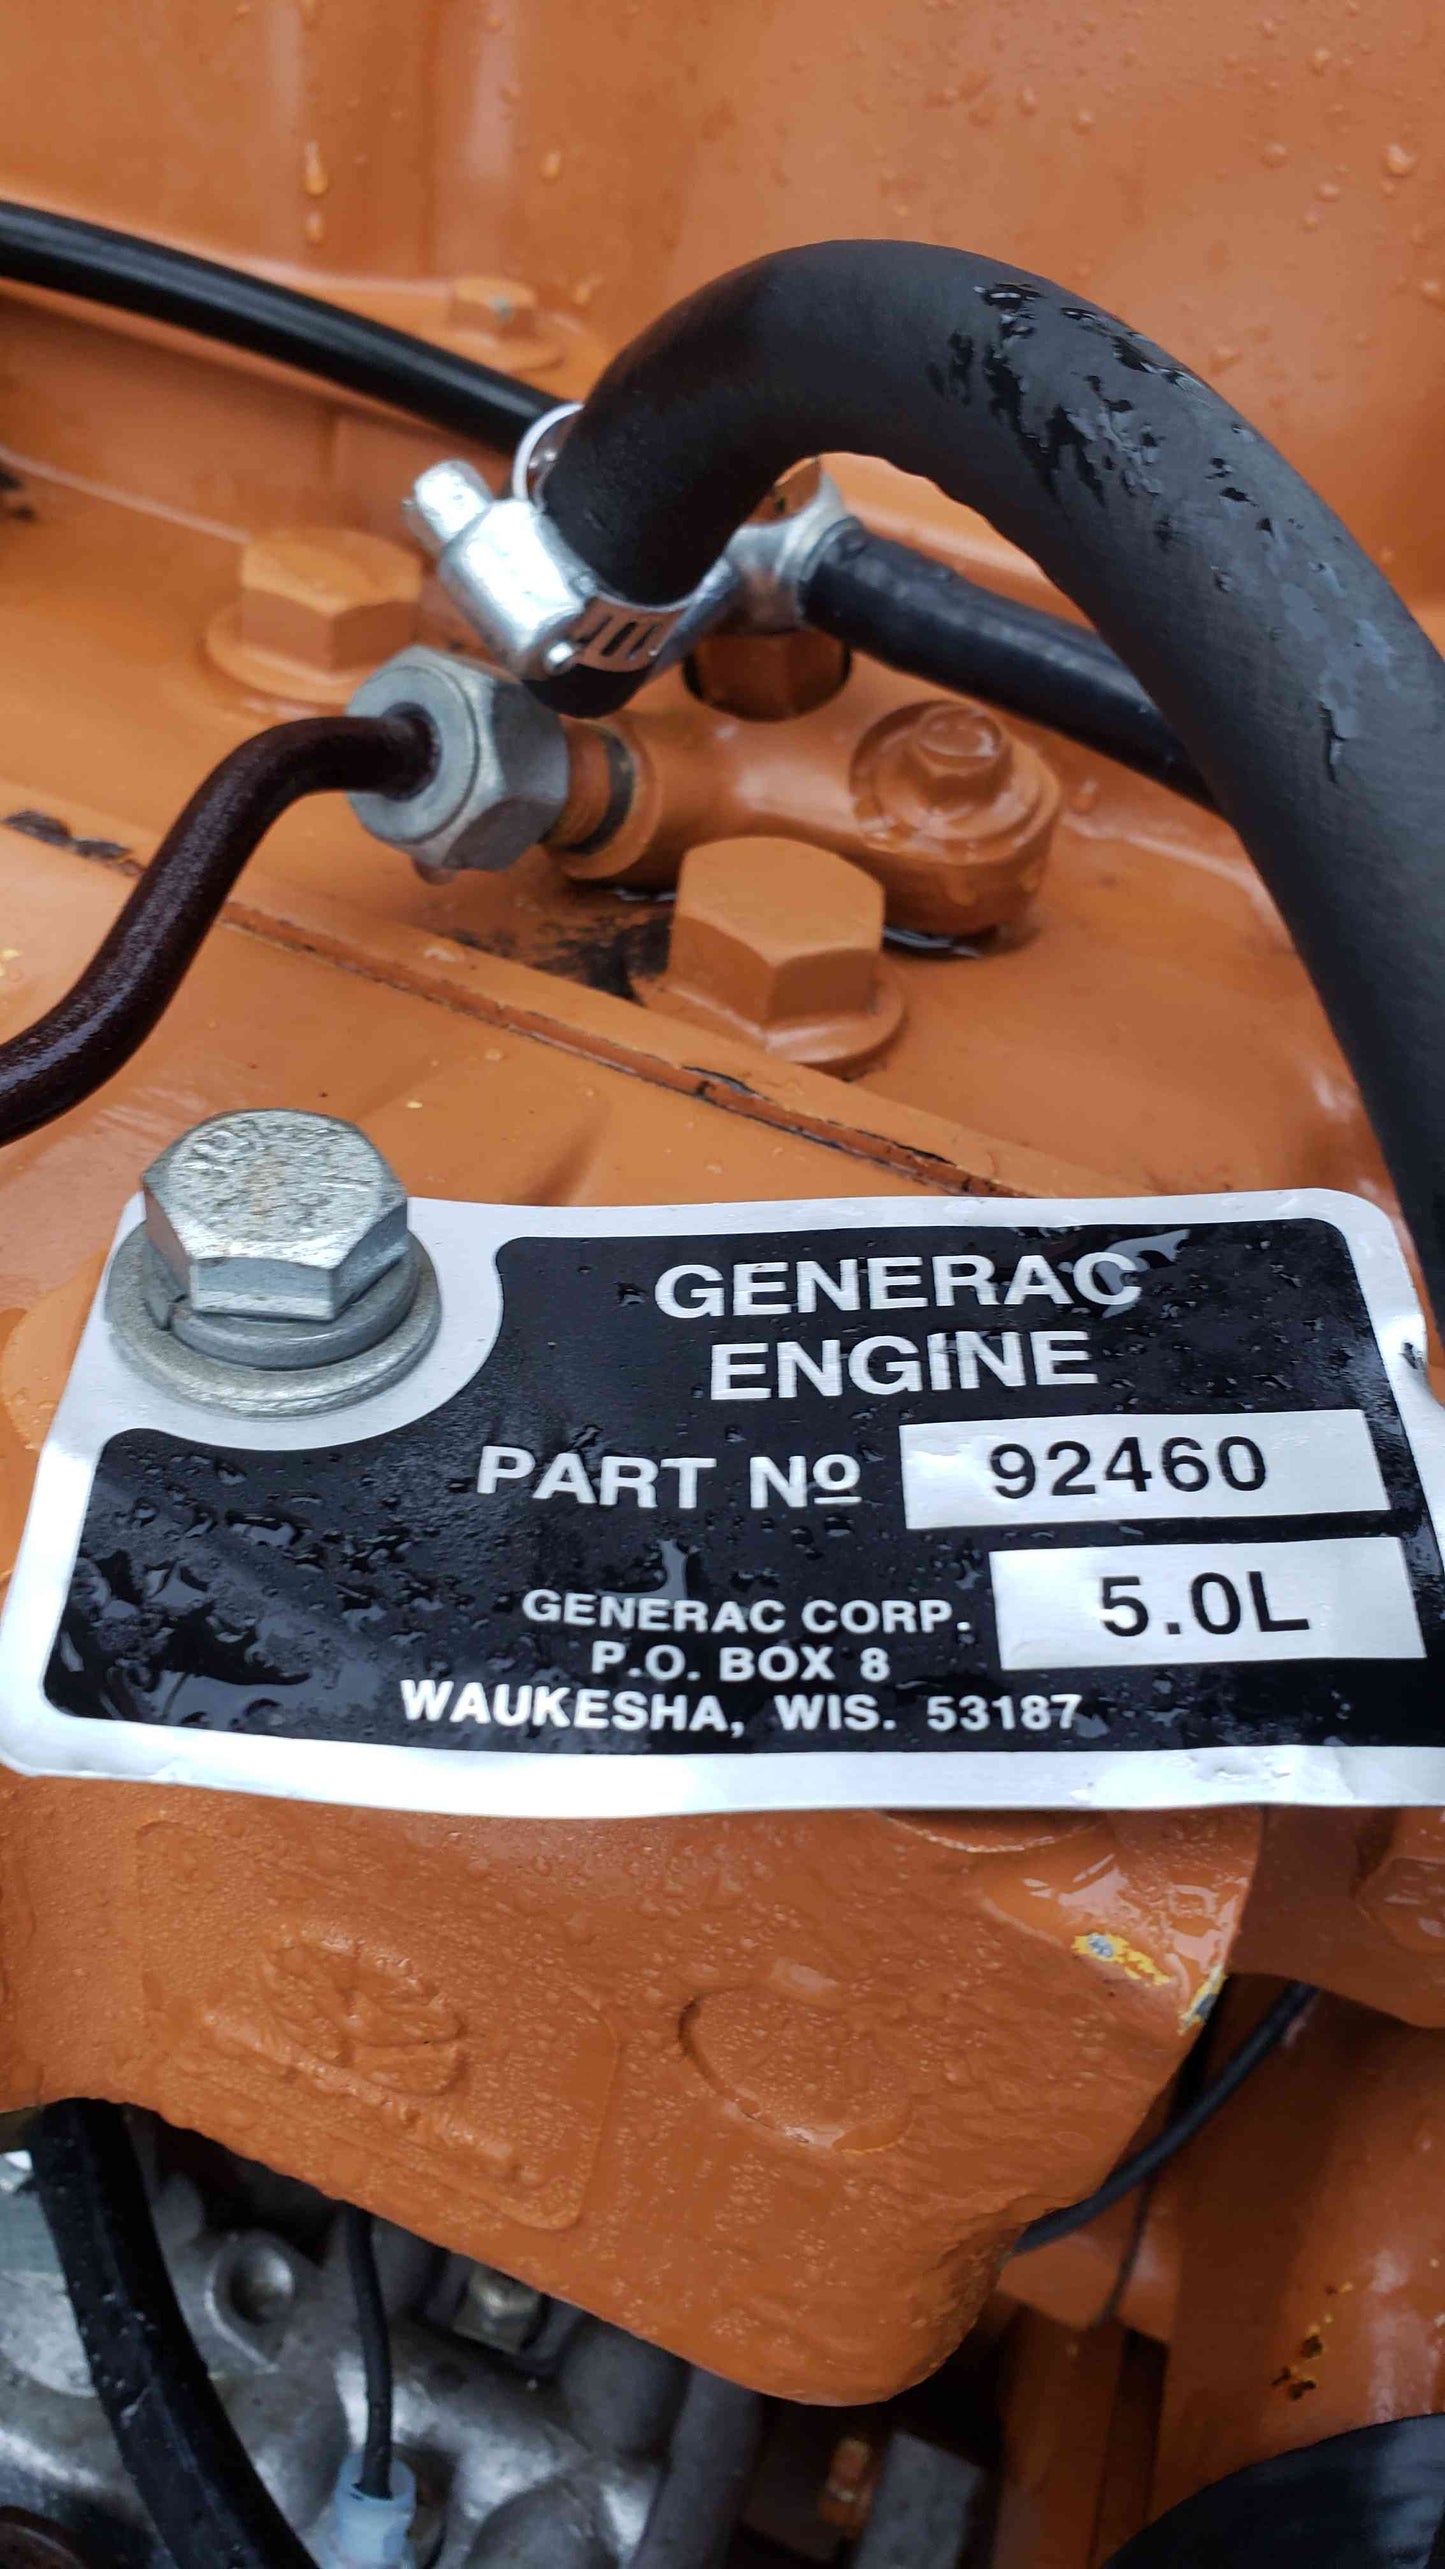 GENERAC
ENGINE
PART Nº 92460
5.0L
GENERAC CORP.
P.O. BOX 8
WAUKESHA, WIS. 53187